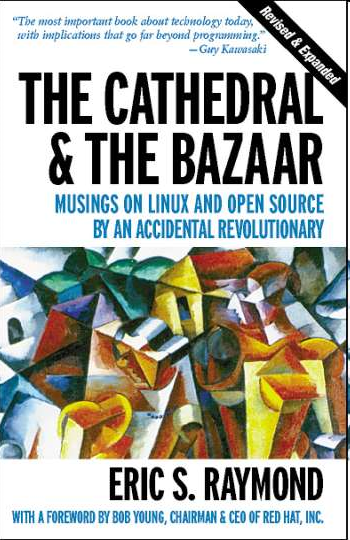 "The most important book about technology today,
with implications that go far beyond programming."
—Guy Kawasaki
Revised & Expanded
THE CATHEDRAL
& THE BAZAAR
MUSINGS ON LINUX AND OPEN SOURCE
BY AN ACCIDENTAL REVOLUTIONARY
ERIC S. RAYMOND
WITH A FOREWORD BY BOB YOUNG, CHAIRMAN & CEO OF RED HAT, INC.